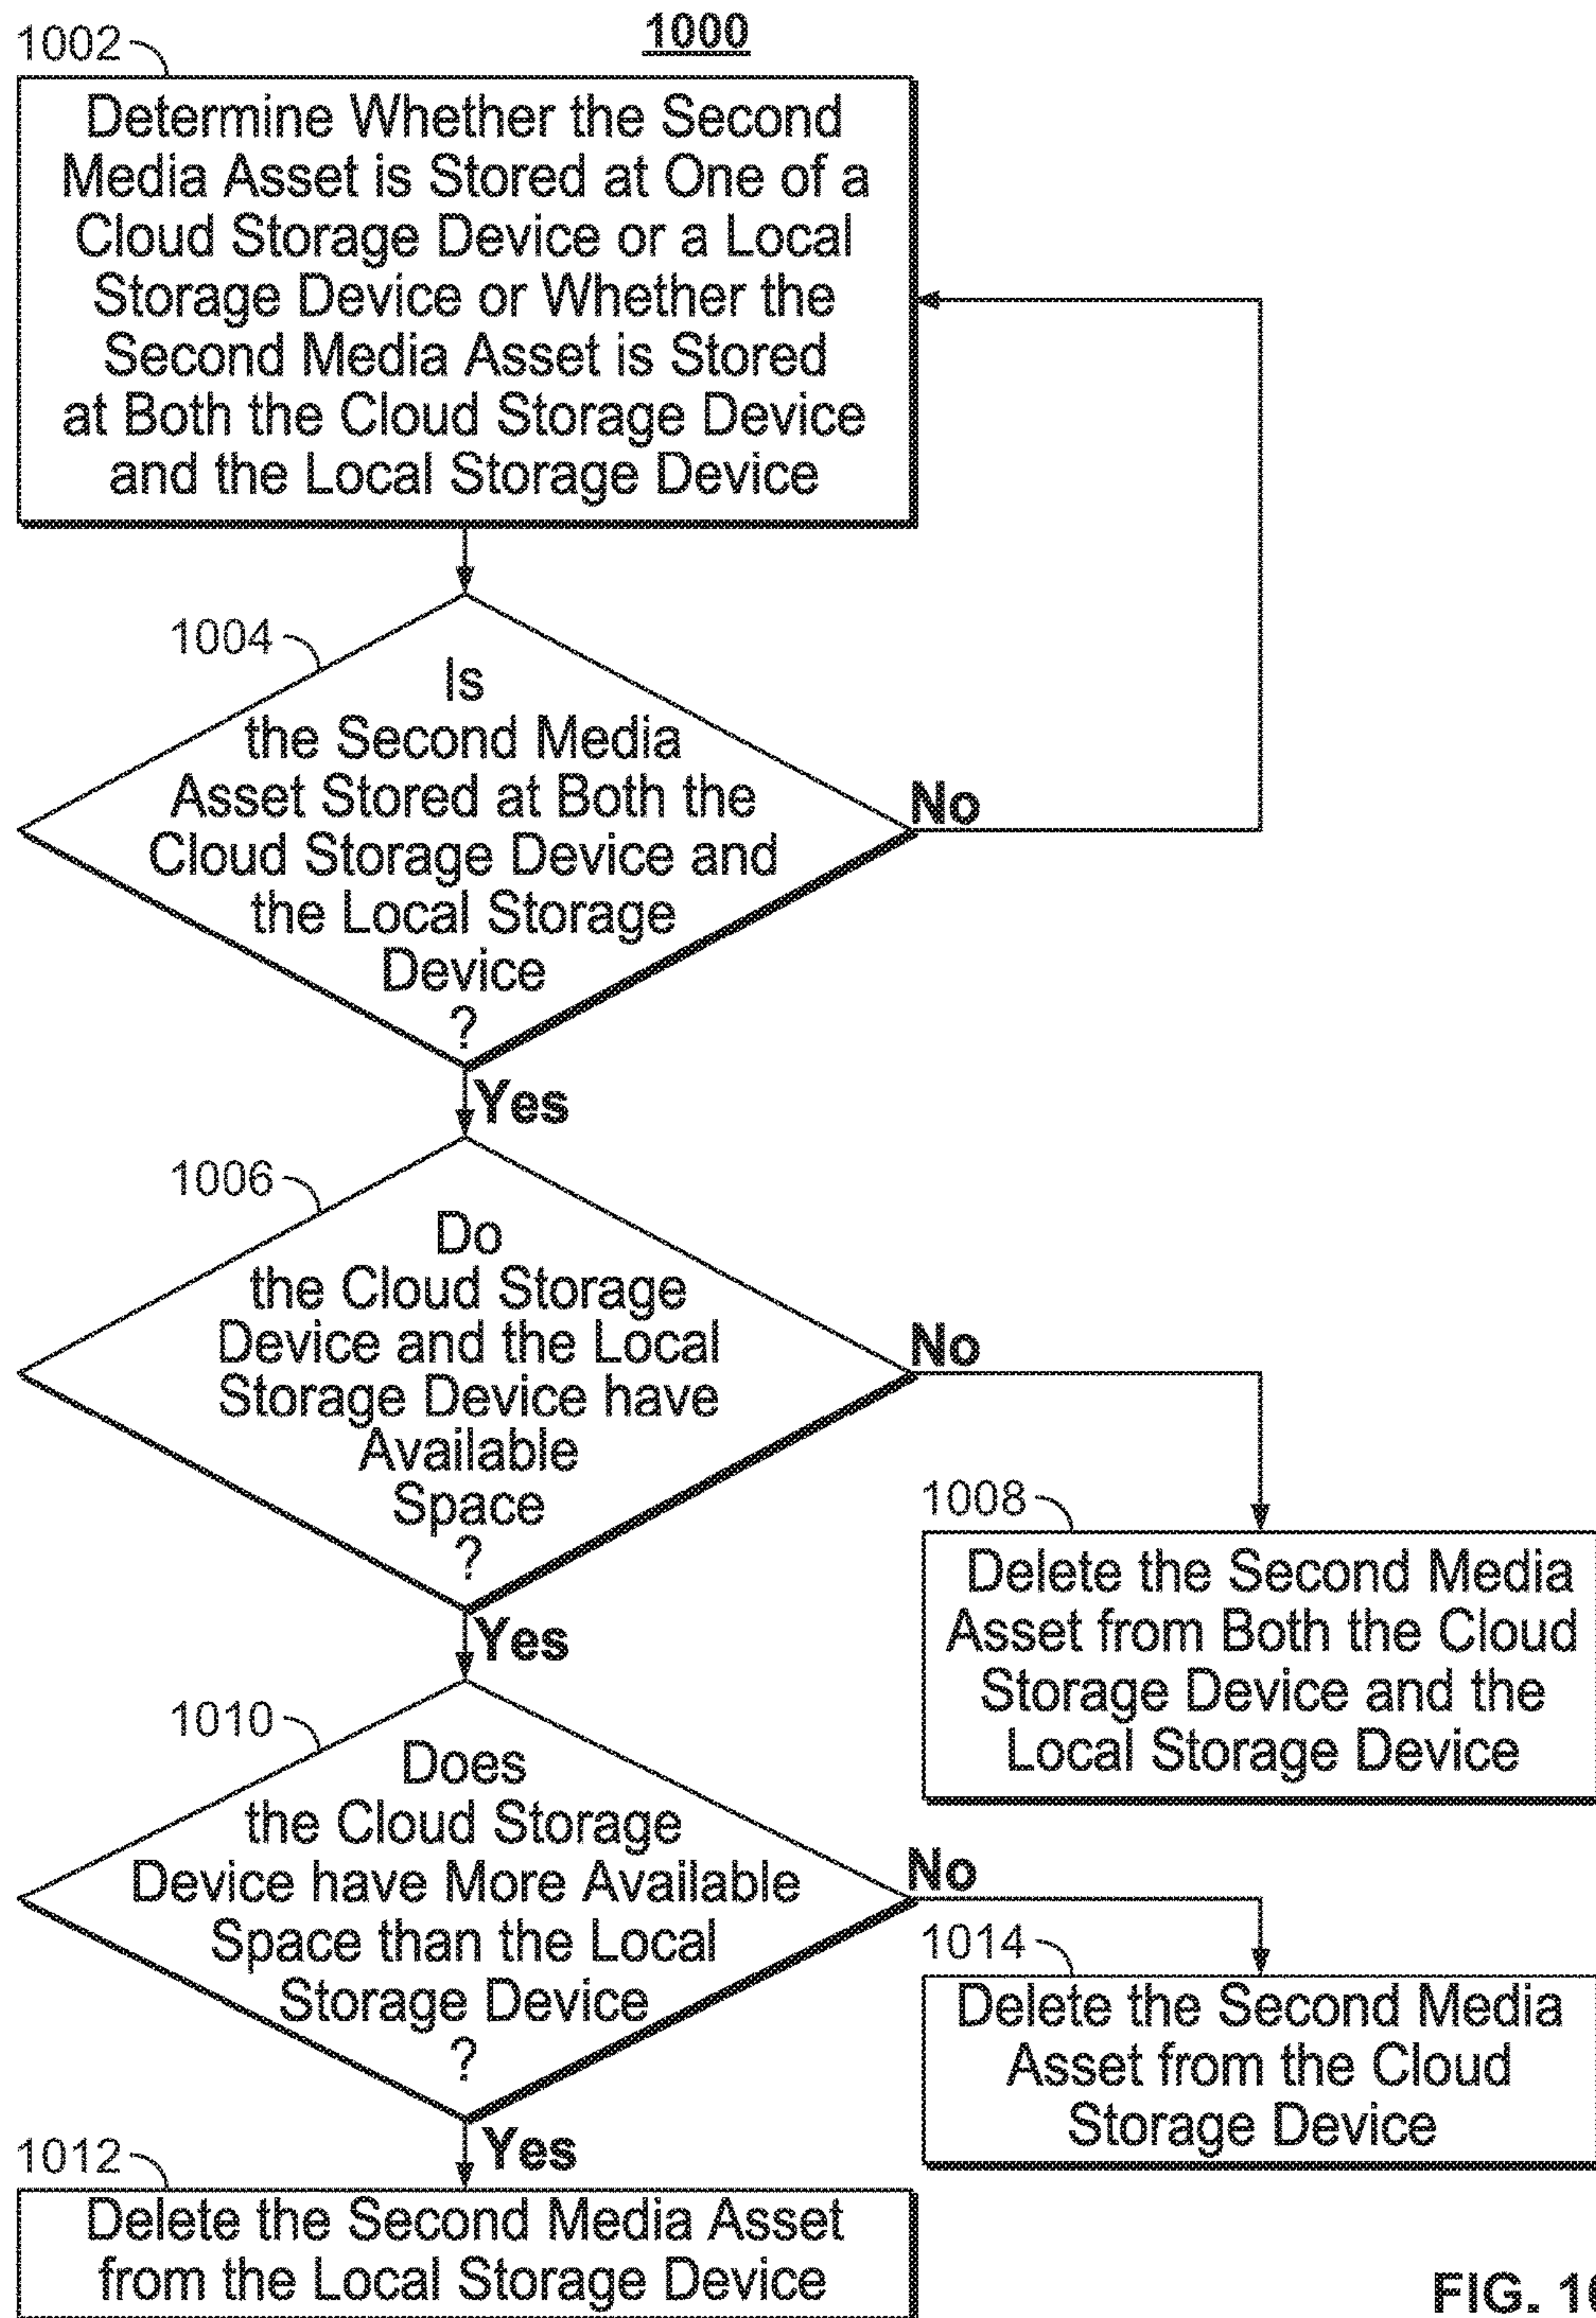 1000
1002
Determine Whether the Second
Media Asset is Stored at One of a
Cloud Storage Device or a Local
Storage Device or Whether the
Second Media Asset is Stored
at Both the Cloud Storage Device
and the Local Storage Device
1004
Is
the Second Media
Asset Stored at Both the
Cloud Storage Device and
the Local Storage
Device
?
No
Yes
1006
Do
the Cloud Storage
Device and the Local
Storage Device have
Available
Space
?
No
Yes
1008
Delete the Second Media
Asset from Both the Cloud
Storage Device and the
Local Storage Device
1010
Does
the Cloud Storage
Device have More Available
Space than the Local
Storage Device
?
No
Yes
1014
Delete the Second Media
Asset from the Cloud
Storage Device
1012
Delete the Second Media Asset
from the Local Storage Device
FIG. 10